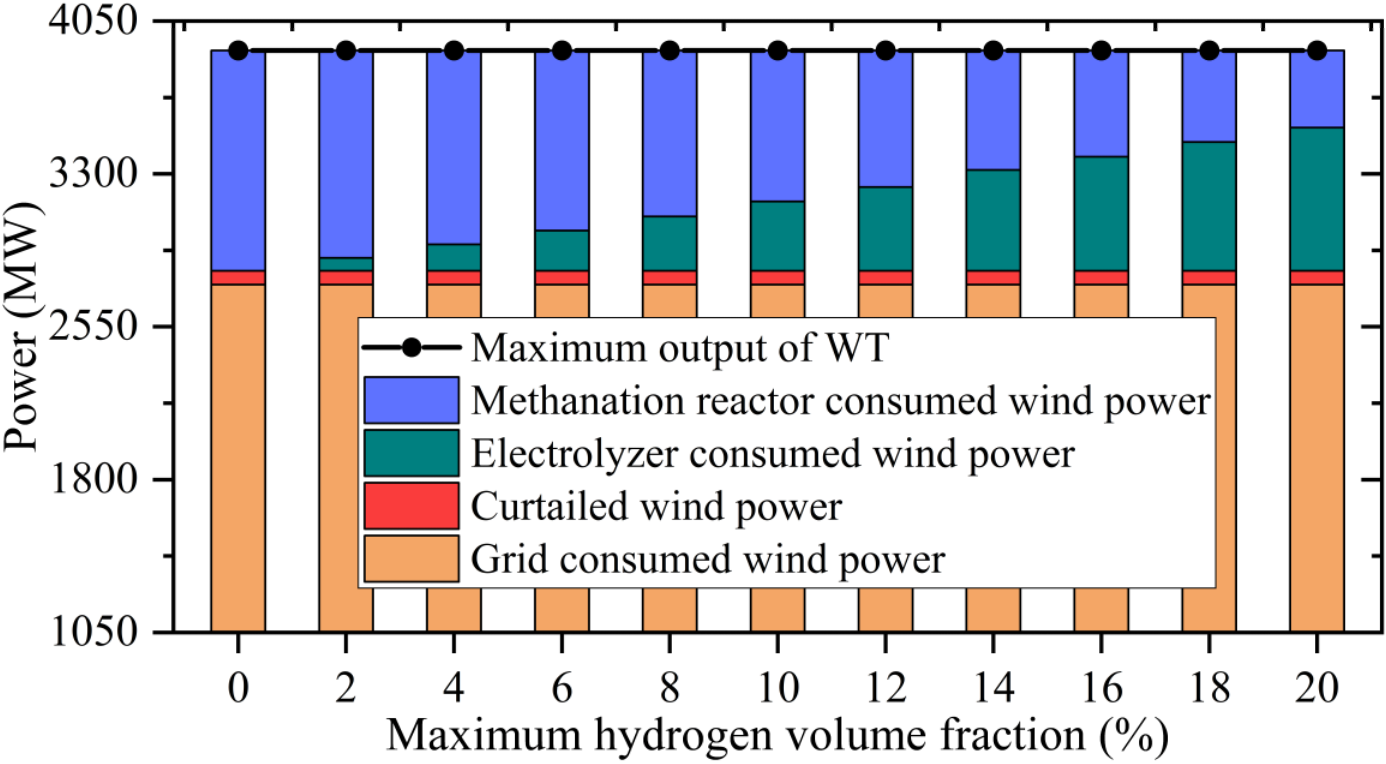 4050
3300
2550
1800
1050
Power (MW)
Maximum output of WT
Methanation reactor consumed wind power
Electrolyzer consumed wind power
Curtailed wind power
Grid consumed wind power
0 2 4 6 8 10 12 14 16 18 20
Maximum hydrogen volume fraction (%)